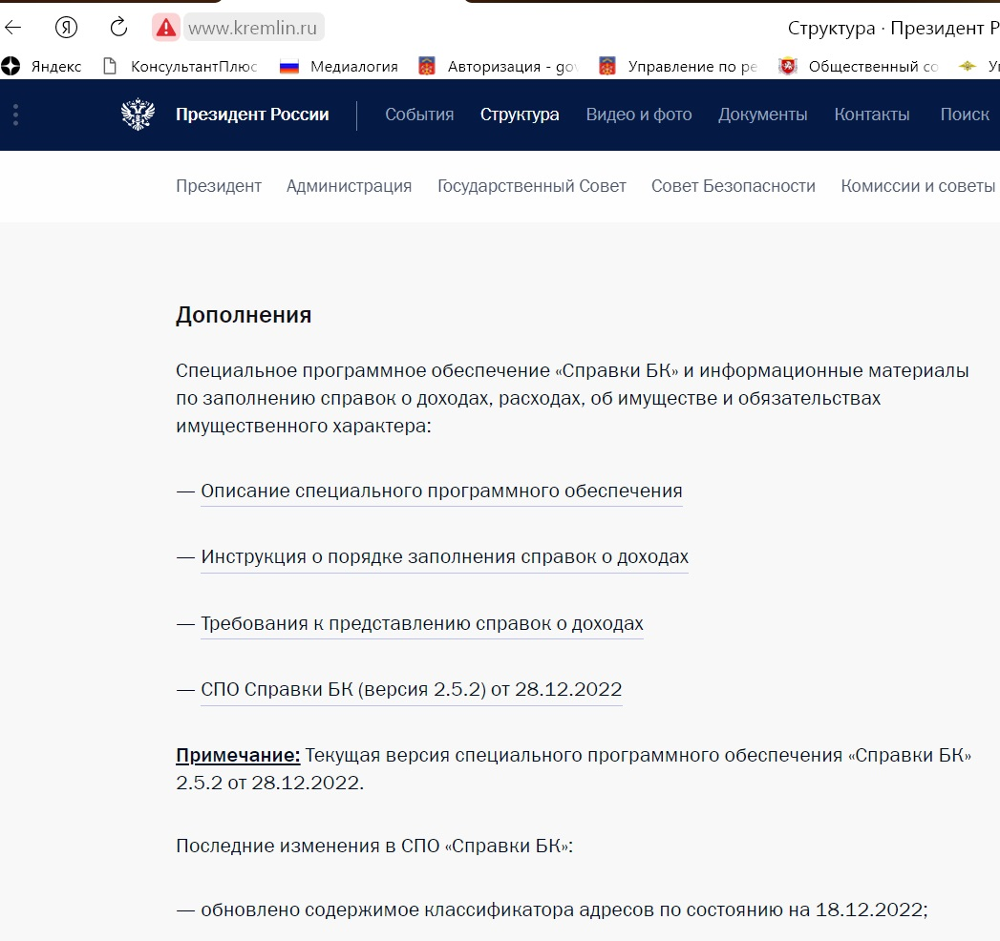 Я www.kremlin.ru Структура · Президент Р
Яндекс КонсультантПлюс Медиалогия Авторизация - gov Управление по ре Общественный со
Президент России События Структура Видео и фото Документы Контакты Поиск
Президент Администрация Государственный Совет Совет Безопасности Комиссии и советы
Дополнения
Специальное программное обеспечение «Справки БК» и информационные материалы
по заполнению справок о доходах, расходах, об имуществе и обязательствах
имущественного характера:
— Описание специального программного обеспечения
— Инструкция о порядке заполнения справок о доходах
— Требования к представлению справок о доходах
— СПО Справки БК (версия 2.5.2) от 28.12.2022
Примечание: Текущая версия специального программного обеспечения «Справки БК»
2.5.2 от 28.12.2022.
Последние изменения в СПО «Справки БК»:
— обновлено содержимое классификатора адресов по состоянию на 18.12.2022;